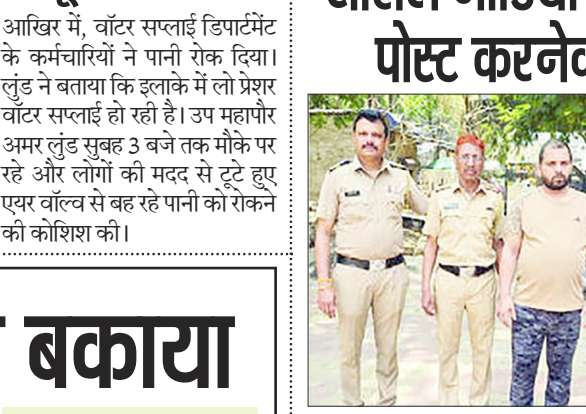 आखिर में, वॉटर सप्लाई डिपार्टमेंट
के कर्मचारियों ने पानी रोक दिया।
लुंड ने बताया कि इलाके में लो प्रेशर
वॉटर सप्लाई हो रही है। उप महापौर
अमर लुंड सुबह 3 बजे तक मौके पर
रहे और लोगों की मदद से टूटे हुए
एयर वॉल्व से बह रहे पानी को रोकने
की कोशिश की।
बकाया
पोस्ट